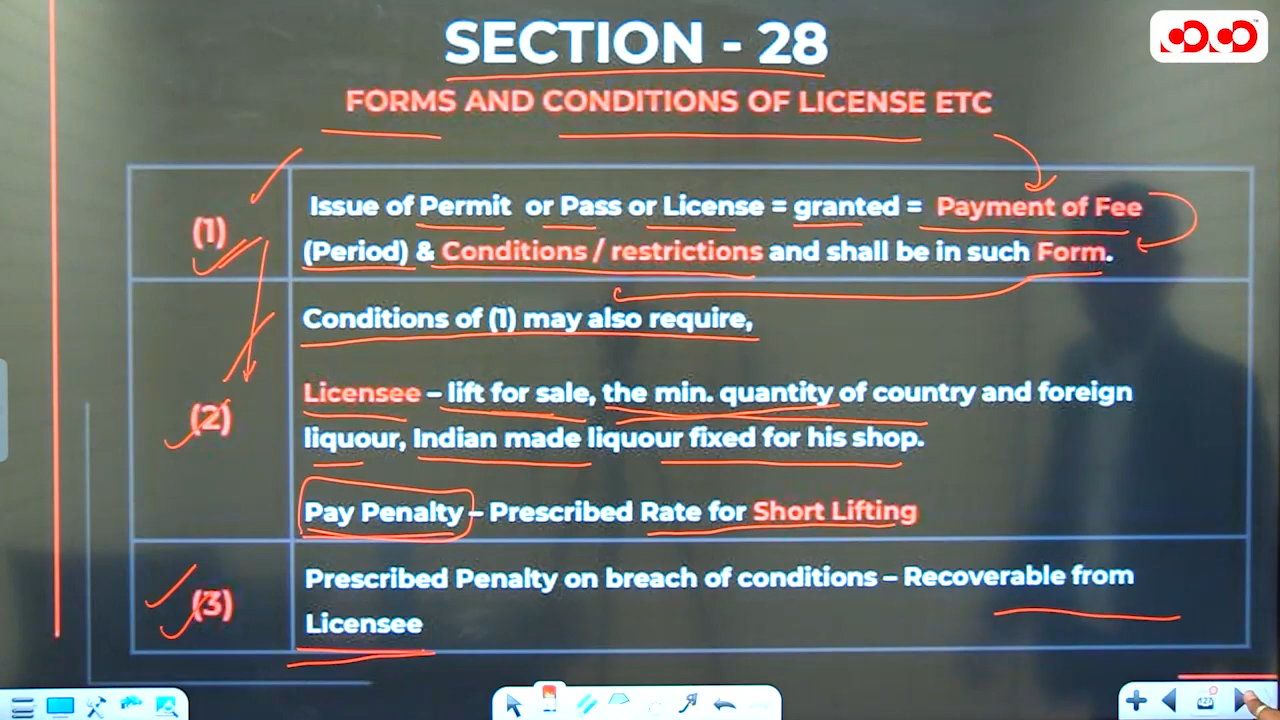 SECTION - 28
FORMS AND CONDITIONS OF LICENSE ETC
(1)
Issue of Permit or Pass or License = granted = Payment of Fee
(Period) & Conditions / restrictions and shall be in such Form.
(2)
Conditions of (1) may also require,
Licensee – lift for sale, the min. quantity of country and foreign
liquour, Indian made liquour fixed for his shop.
Pay Penalty – Prescribed Rate for Short Lifting
(3)
Prescribed Penalty on breach of conditions – Recoverable from
Licensee